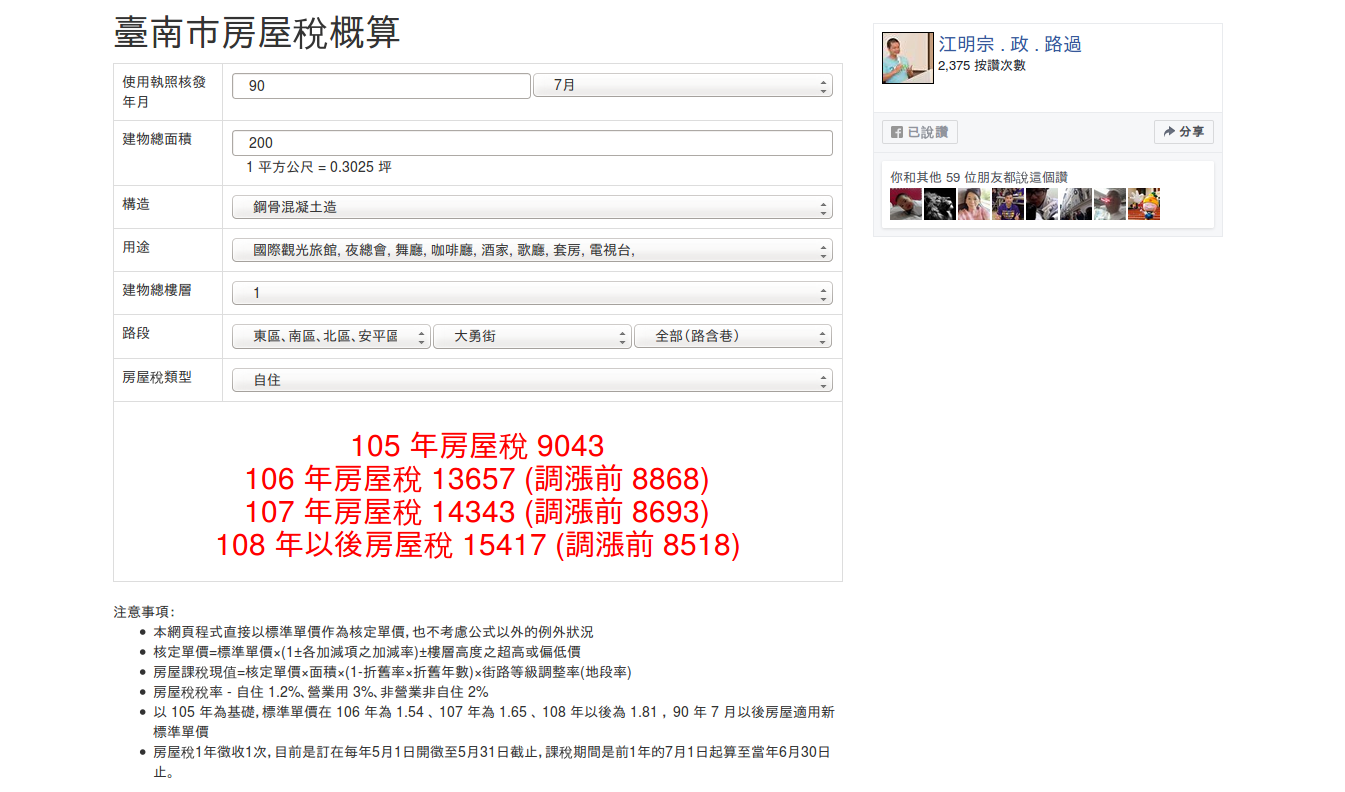 臺南市房屋稅概算
使用執照核發
年月
90
7月
建物總面積
200
1 平方公尺 = 0.3025 坪
構造
鋼骨混凝土造
用途
國際觀光旅館, 夜總會, 舞廳, 咖啡廳, 酒家, 歌廳, 套房, 電視台,
建物總樓層
1
路段
東區、南區、北區、安平區
大勇街
全部（路含巷）
房屋稅類型
自住
105 年房屋稅 9043
106 年房屋稅 13657 (調漲前 8868)
107 年房屋稅 14343 (調漲前 8693)
108 年以後房屋稅 15417 (調漲前 8518)
注意事項：
本網頁程式直接以標準單價作為核定單價，也不考慮公式以外的例外狀況
核定單價=標準單價×(1±各加減項之加減率)±樓層高度之超高或偏低價
房屋課稅現值=核定單價×面積×(1-折舊率×折舊年數)×街路等級調整率(地段率)
房屋稅稅率 - 自住 1.2%、營業用 3%、非營業非自住 2%
以 105 年為基礎，標準單價在 106 年為 1.54 、107 年為 1.65 、108 年以後為 1.81 ，90 年 7 月以後房屋適用新
標準單價
房屋稅1年徵收1次，目前是訂在每年5月1日開徵至5月31日截止，課稅期間是前1年的7月1日起算至當年6月30日
止。
江明宗 . 政 . 路過
2,375 按讚次數
已說讚
分享
你和其他 59 位朋友都說這個讚